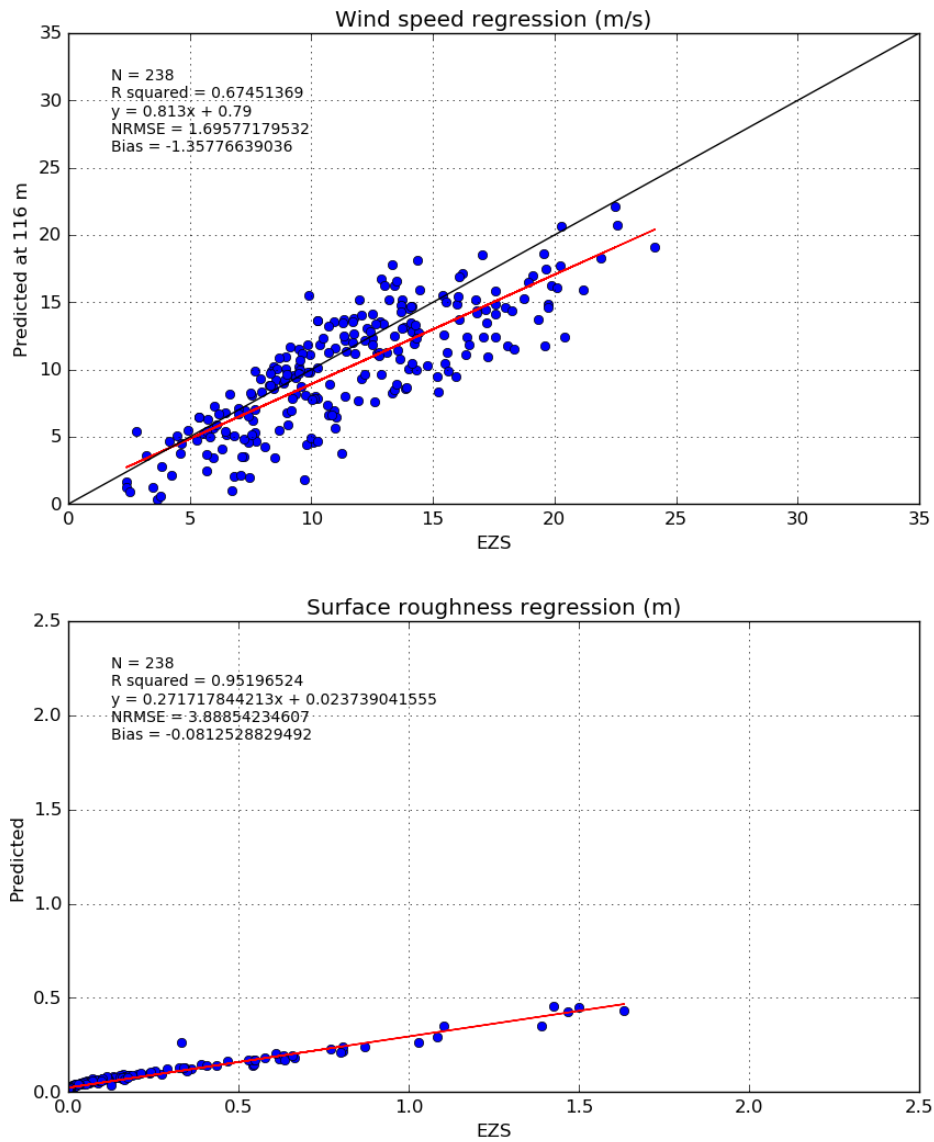 Wind speed regression (m/s)
35
30
25
20
15
10
5
0
N = 238
R squared = 0.67451369
y = 0.813x + 0.79
NRMSE = 1.69577179532
Bias = -1.35776639036
Predicted at 116 m
0 5 10 15 20 25 30 35
EZS
Surface roughness regression (m)
2.5
2.0
1.5
1.0
0.5
0.0
N = 238
R squared = 0.95196524
y = 0.271717844213x + 0.023739041555
NRMSE = 3.88854234607
Bias = -0.0812528829492
Predicted
0.0 0.5 1.0 1.5 2.0 2.5
EZS